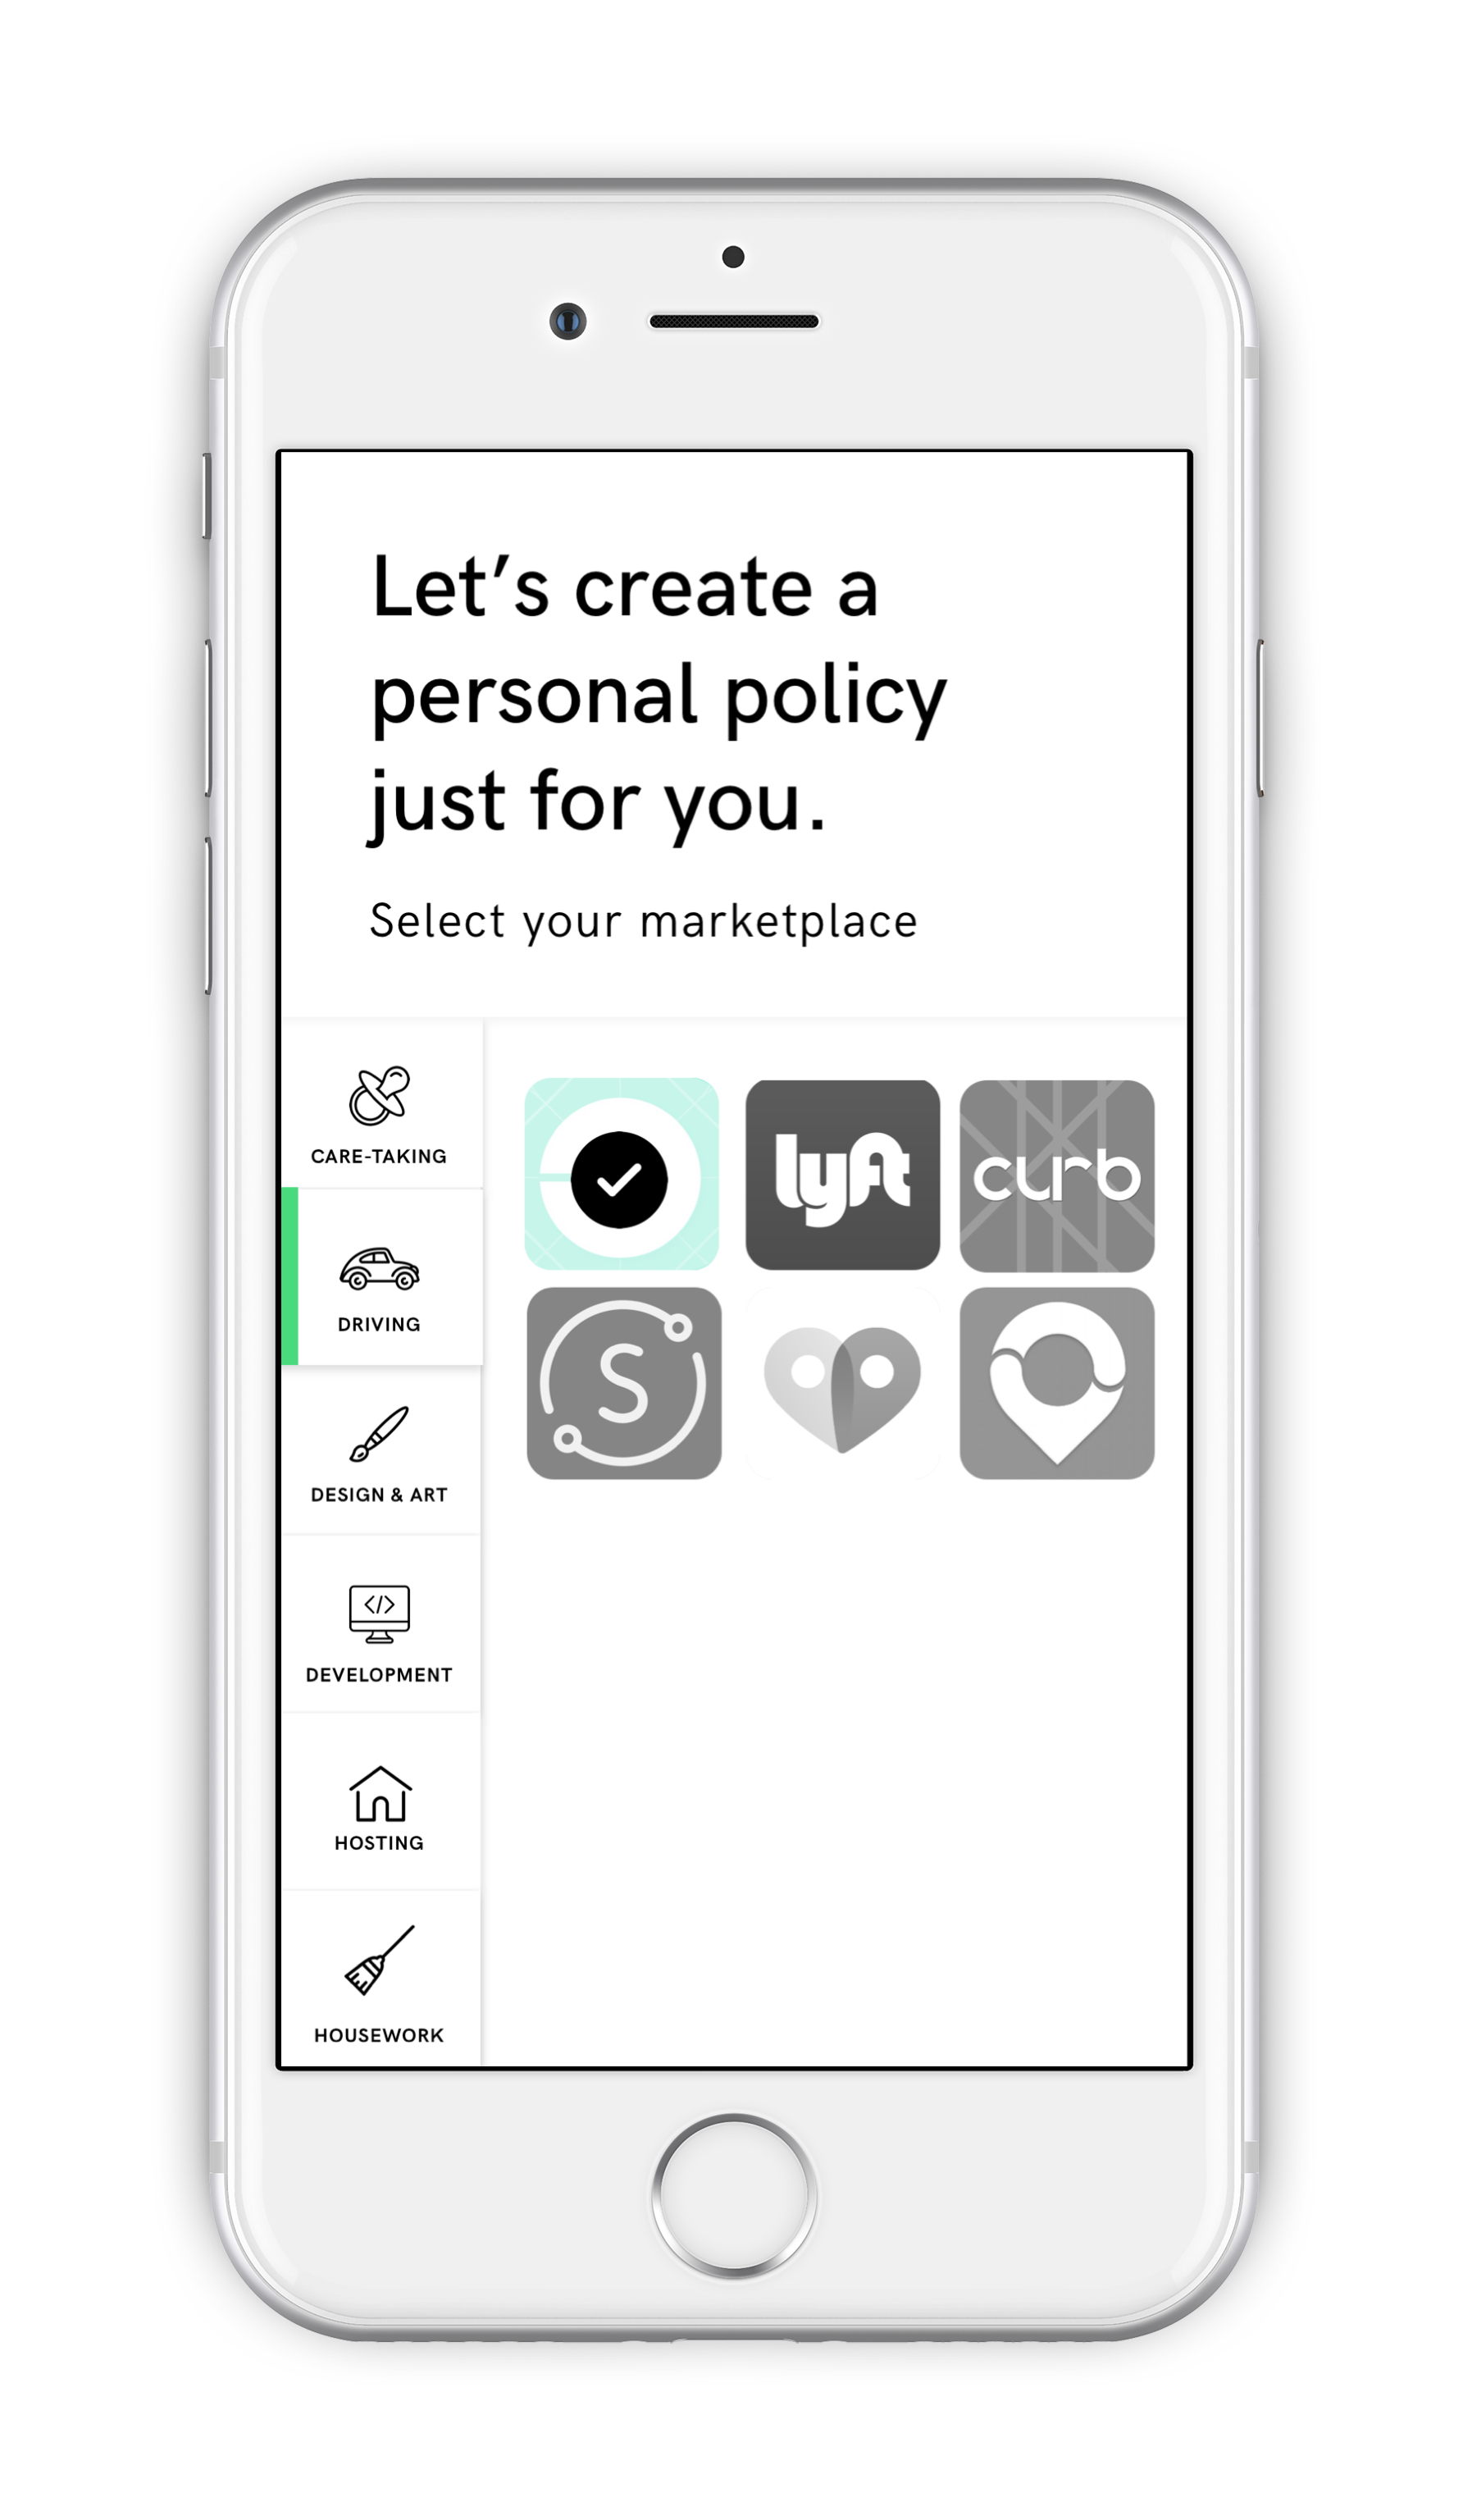 Let's create a
personal policy
just for you.
Select your marketplace
CARE-TAKING
DRIVING
DESIGN & ART
DEVELOPMENT
HOSTING
HOUSEWORK
lyft
curb
S